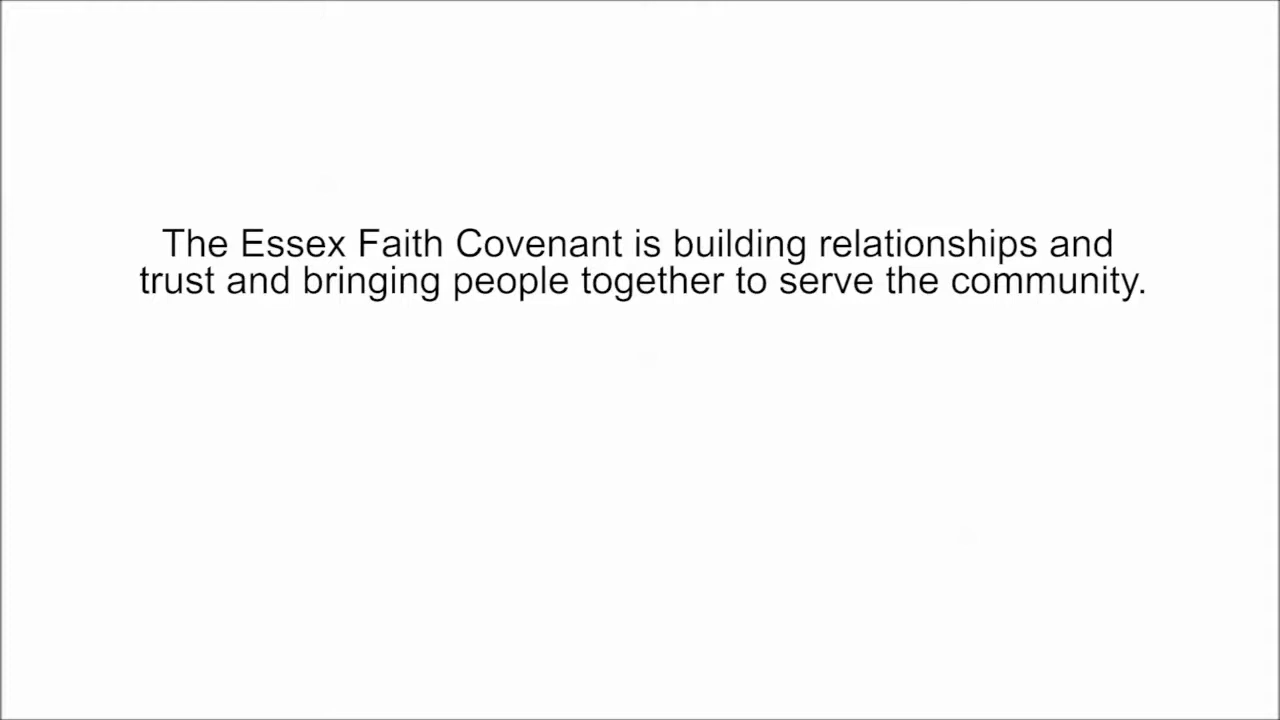 The Essex Faith Covenant is building relationships and
trust and bringing people together to serve the community.